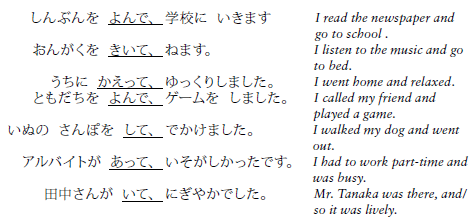 しんぶんを よんで、 学校に いきます
I read the newspaper and
go to school .
おんがくを きいて、 ねます。
I listen to the music and go
to bed.
うちに かえって、 ゆっくりしました。
I went home and relaxed.
ともだちを よんで、 ゲームを しました。
I called my friend and
played a game.
いぬの さんぽを して、 でかけました。
I walked my dog and went
out.
アルバイトが あって、 いそがしかったです。
I had to work part-time and
was busy.
田中さんが いて、 にぎやかでした。
Mr. Tanaka was there, and/
so it was lively.